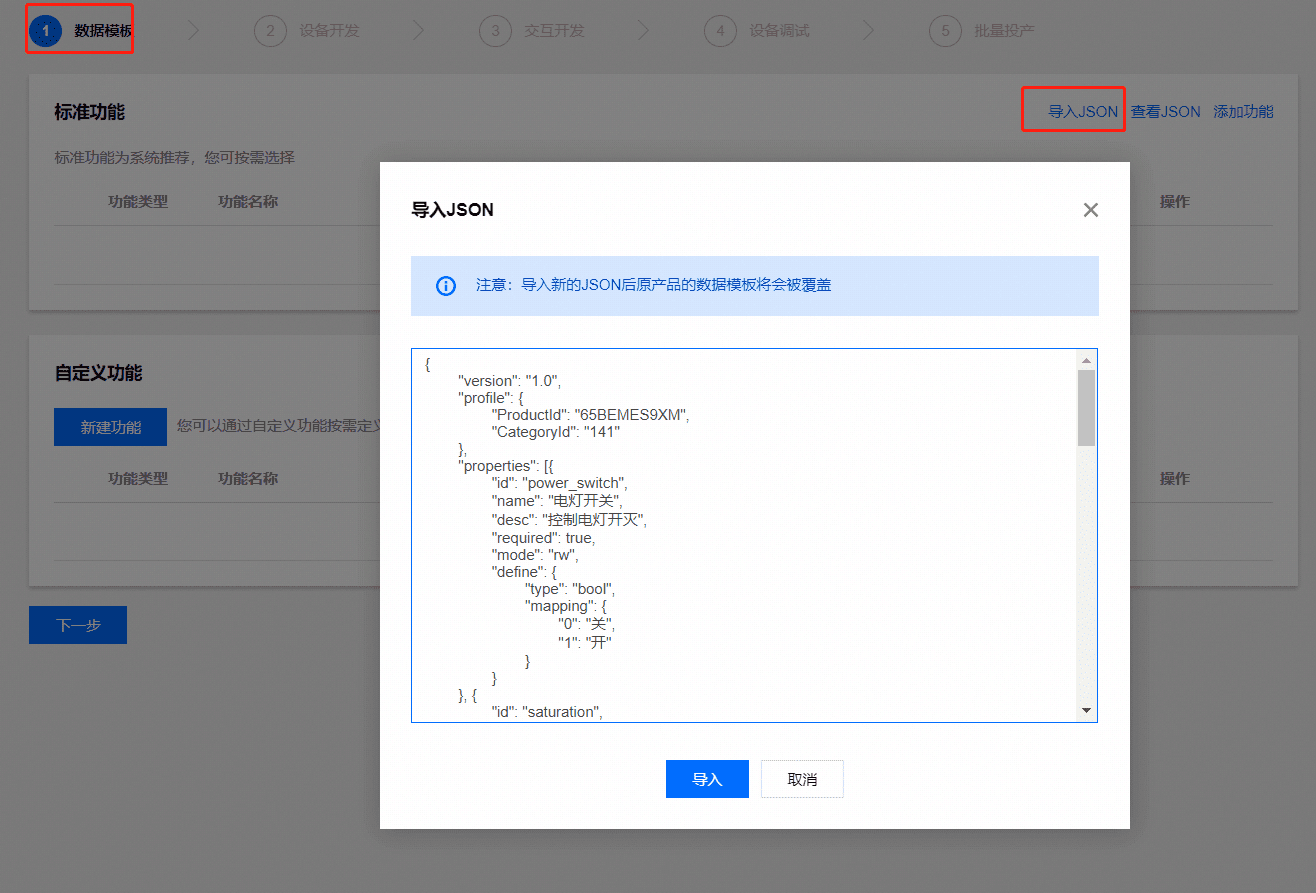 1 数据模板 2 设备开发 3 交互开发 4 设备调试 5 批量投产
标准功能
导入JSON 查看JSON 添加功能
标准功能为系统推荐，您可按需选择
功能类型 功能名称 操作
导入JSON
注意：导入新的JSON后原产品的数据模板将会被覆盖
{
"version": "1.0",
"profile": {
"ProductId": "65BEMES9XM",
"CategoryId": "141"
},
"properties": [{
"id": "power_switch",
"name": "电灯开关",
"desc": "控制电灯开灭",
"required": true,
"mode": "rw",
"define": {
"type": "bool",
"mapping": {
"0": "关",
"1": "开"
}
}
}, {
"id": "saturation",
导入 取消
自定义功能
新建功能 您可以通过自定义功能按需定义
功能类型 功能名称 操作
下一步